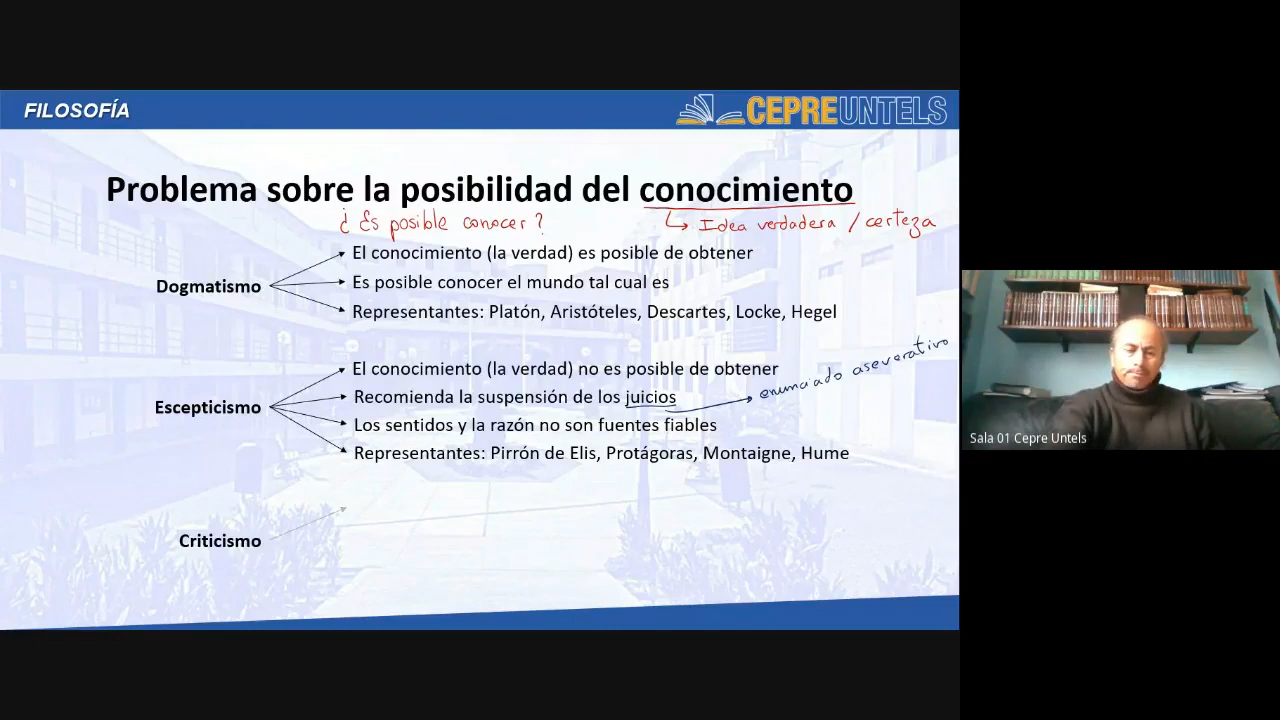 FILOSOFÍA
CEPREUNTELS
Problema sobre la posibilidad del conocimiento
¿ Es posible conocer ?
Idea verdadera / certeza
El conocimiento (la verdad) es posible de obtener
Dogmatismo
Es posible conocer el mundo tal cual es
Representantes: Platón, Aristóteles, Descartes, Locke, Hegel
El conocimiento (la verdad) no es posible de obtener
enunciado aseverativo
Recomienda la suspensión de los juicios
Escepticismo
Los sentidos y la razón no son fuentes fiables
Representantes: Pirrón de Elis, Protágoras, Montaigne, Hume
Criticismo
Sala 01 Cepre Untels